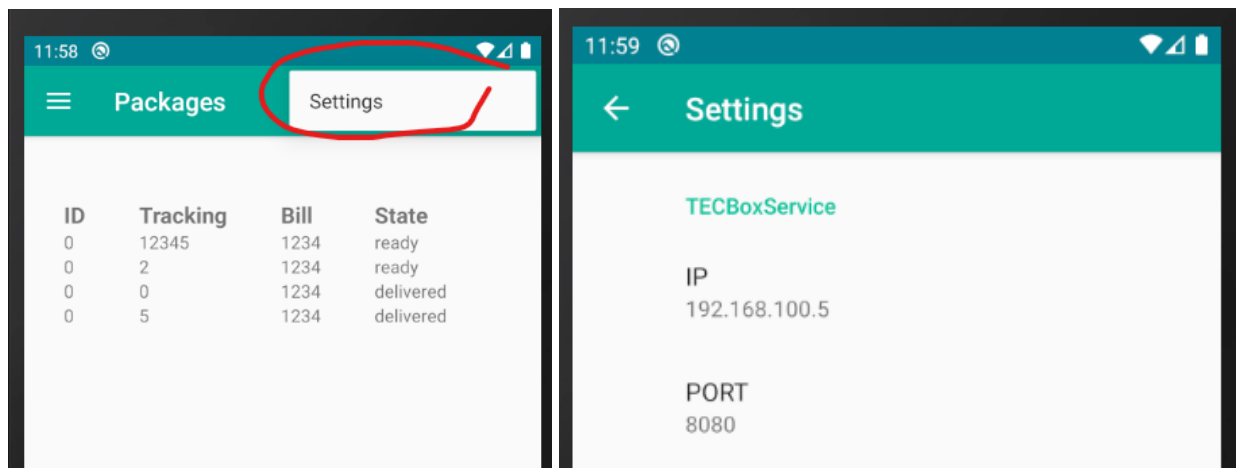 11:58
Packages
Settings
ID Tracking Bill State
0 12345 1234 ready
0 2 1234 ready
0 0 1234 delivered
0 5 1234 delivered
11:59
Settings
TECBoxService
IP
192.168.100.5
PORT
8080